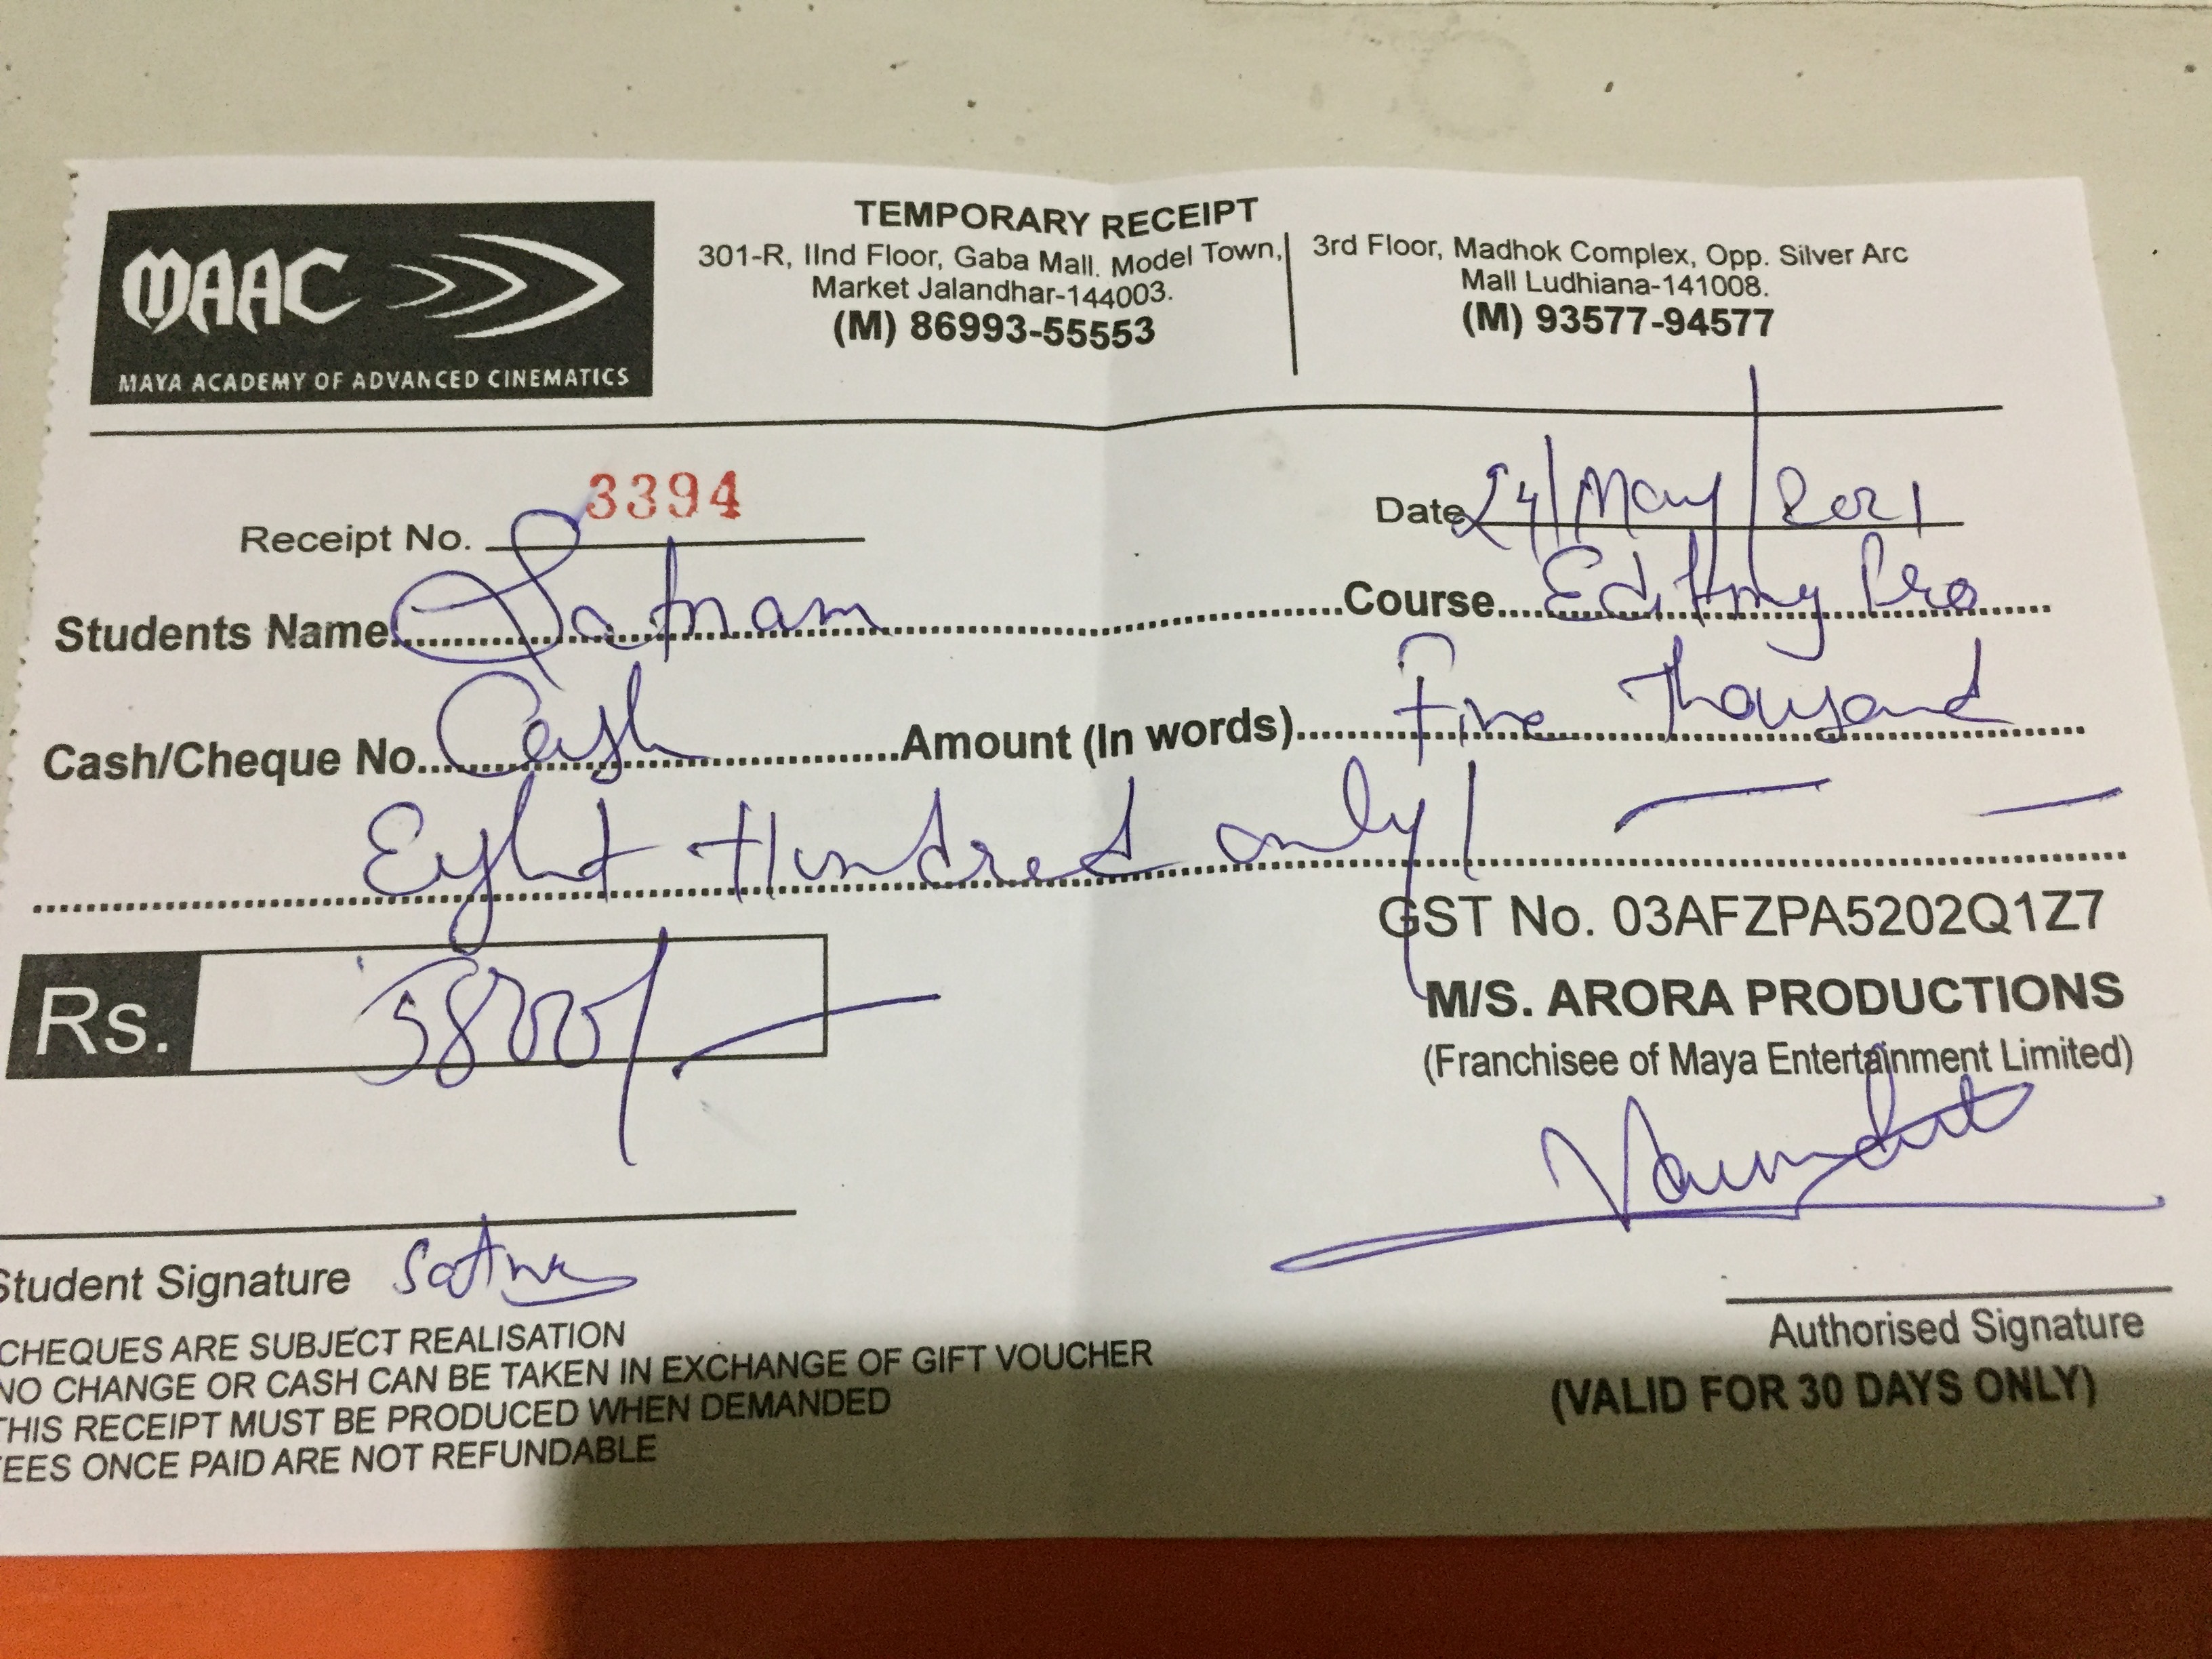 MAAC
MAYA ACADEMY OF ADVANCED CINEMATICS
TEMPORARY RECEIPT
301-R, IInd Floor, Gaba Mall. Model Town,
Market Jalandhar-144003.
(M) 86993-55553
3rd Floor, Madhok Complex, Opp. Silver Arc
Mall Ludhiana-141008.
(M) 93577-94577
Receipt No. 3394
Date 24/May/2021
Students Name Satnam Course Editing Pro
Cash/Cheque No. Cash Amount (In words) Five Thousand
Eight Hundred only/
GST No. 03AFZPA5202Q1Z7
Rs. 5800/-
M/S. ARORA PRODUCTIONS
(Franchisee of Maya Entertainment Limited)
Student Signature Satnam
Authorised Signature
(VALID FOR 30 DAYS ONLY)
CHEQUES ARE SUBJECT REALISATION
NO CHANGE OR CASH CAN BE TAKEN IN EXCHANGE OF GIFT VOUCHER
THIS RECEIPT MUST BE PRODUCED WHEN DEMANDED
FEES ONCE PAID ARE NOT REFUNDABLE